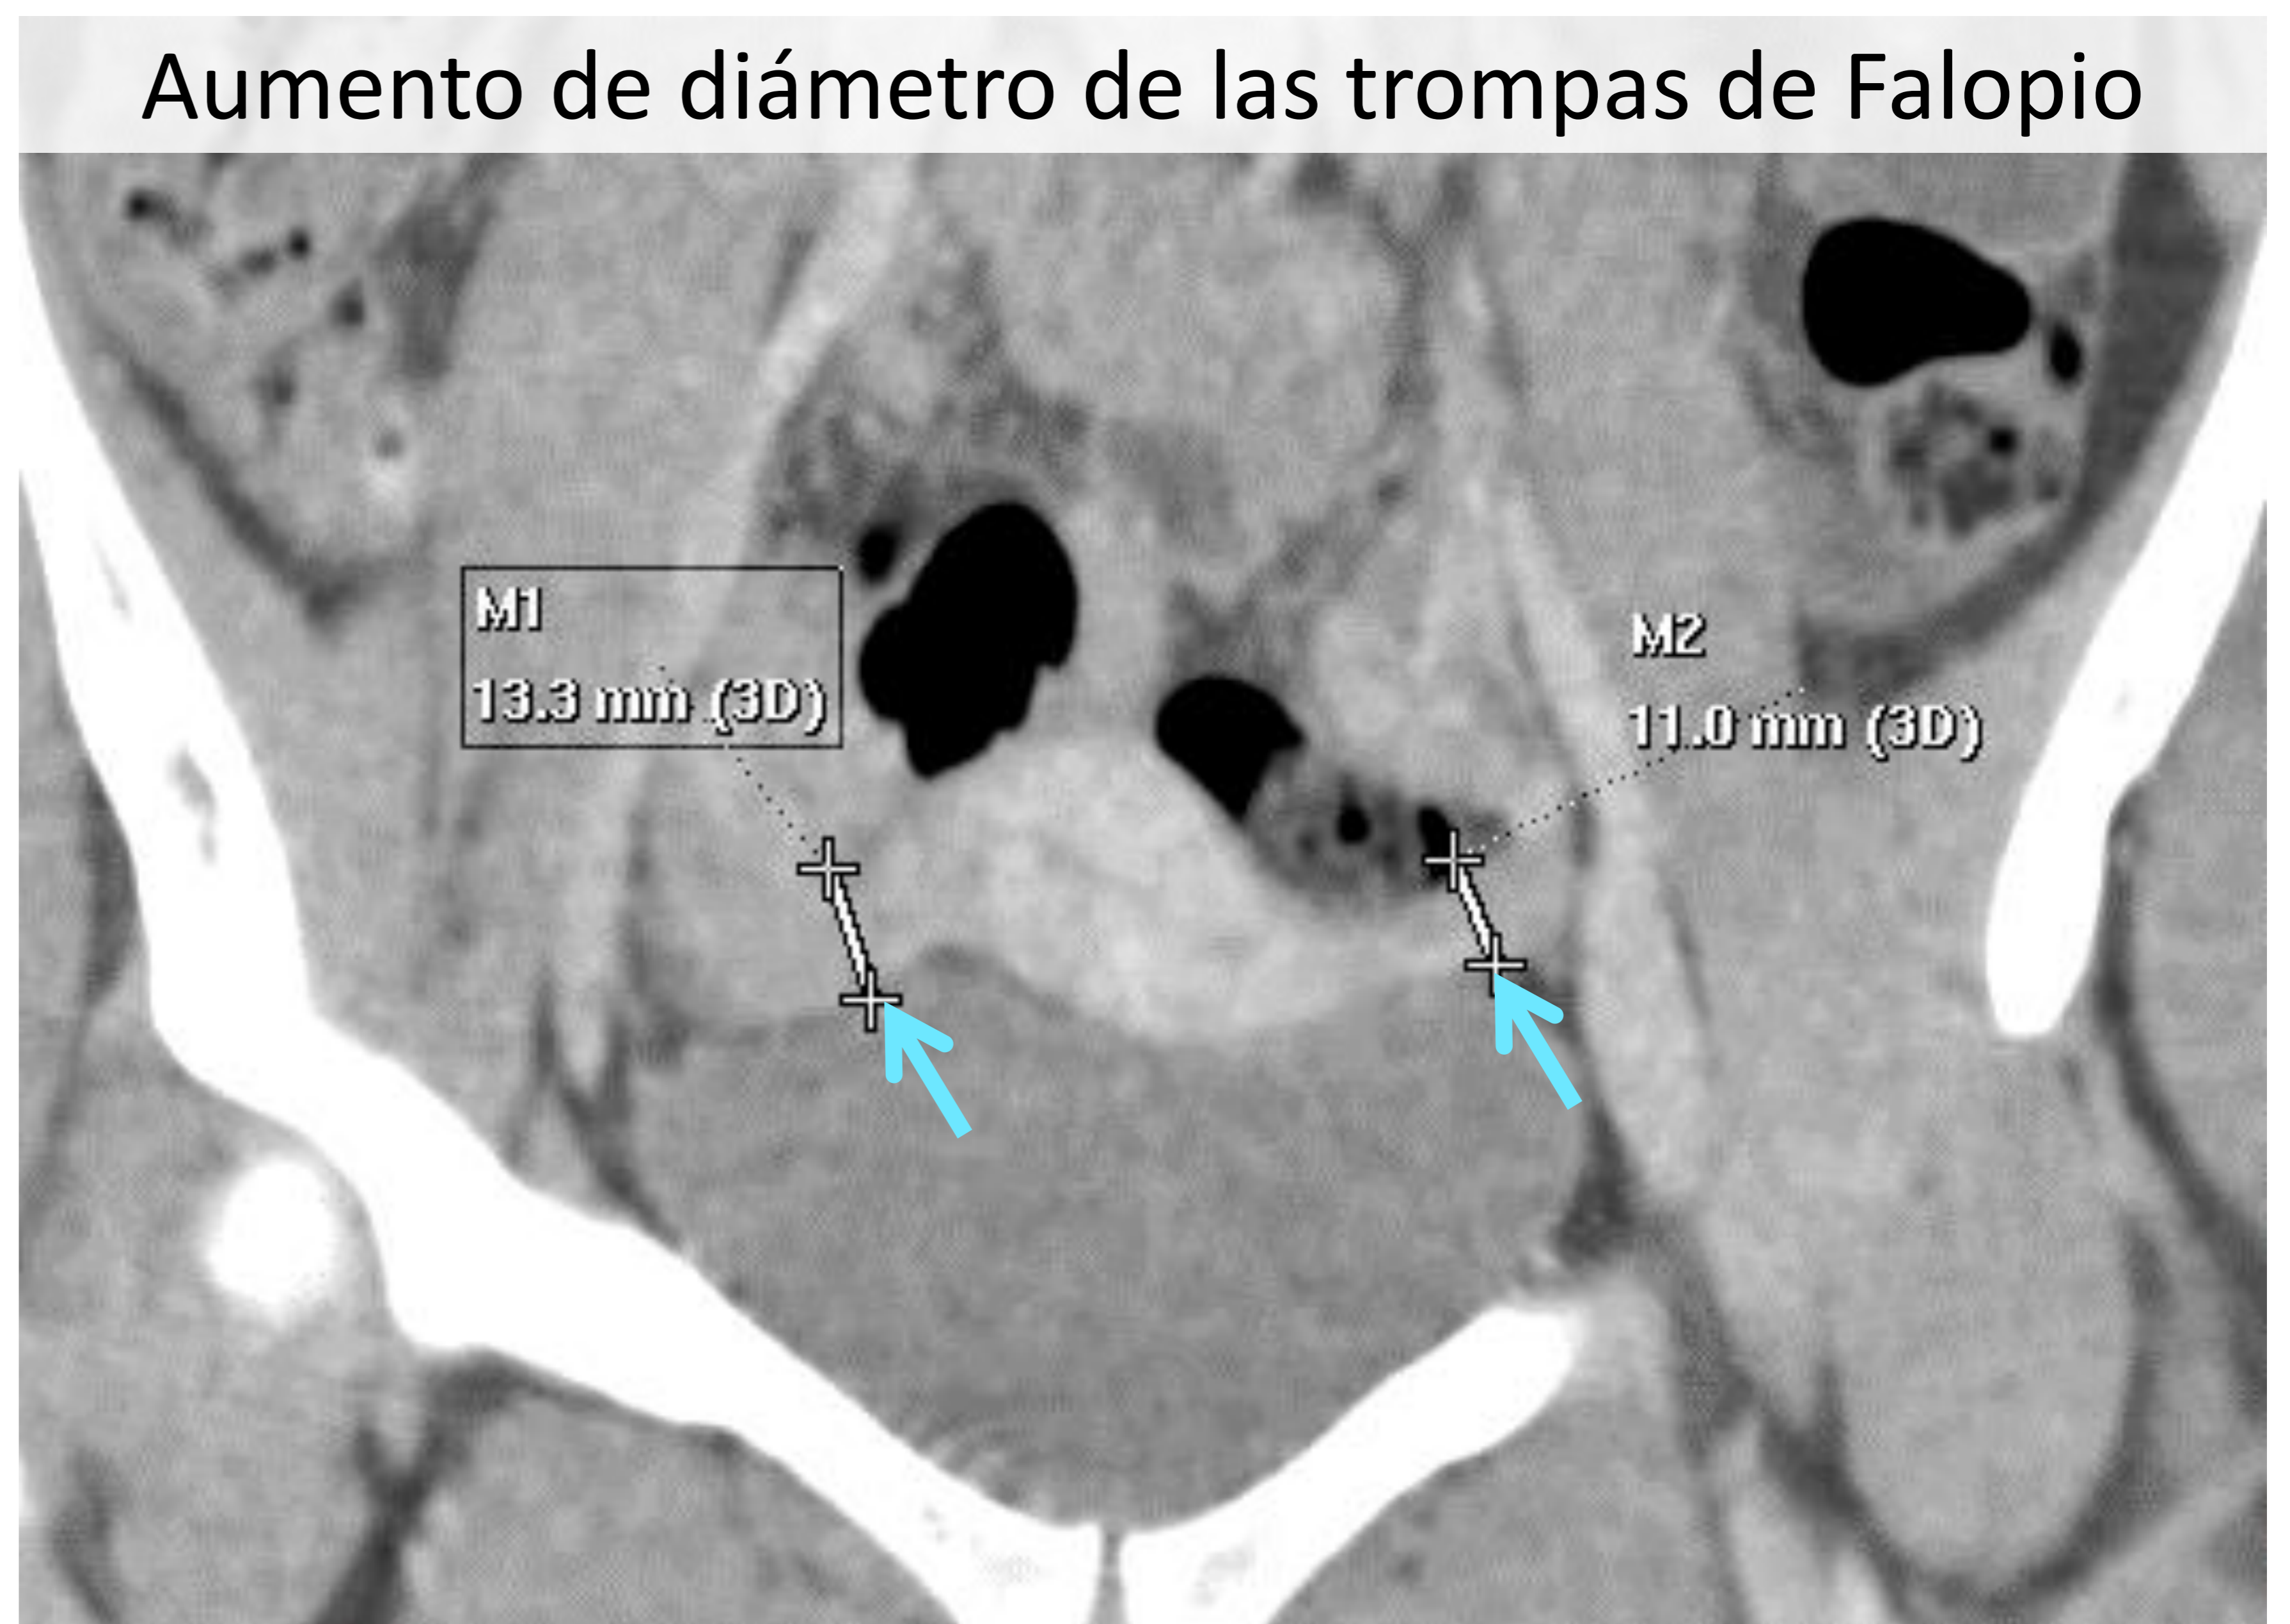 Aumento de diámetro de las trompas de Falopio
M1
13.3 mm (3D)
M2
11.0 mm (3D)